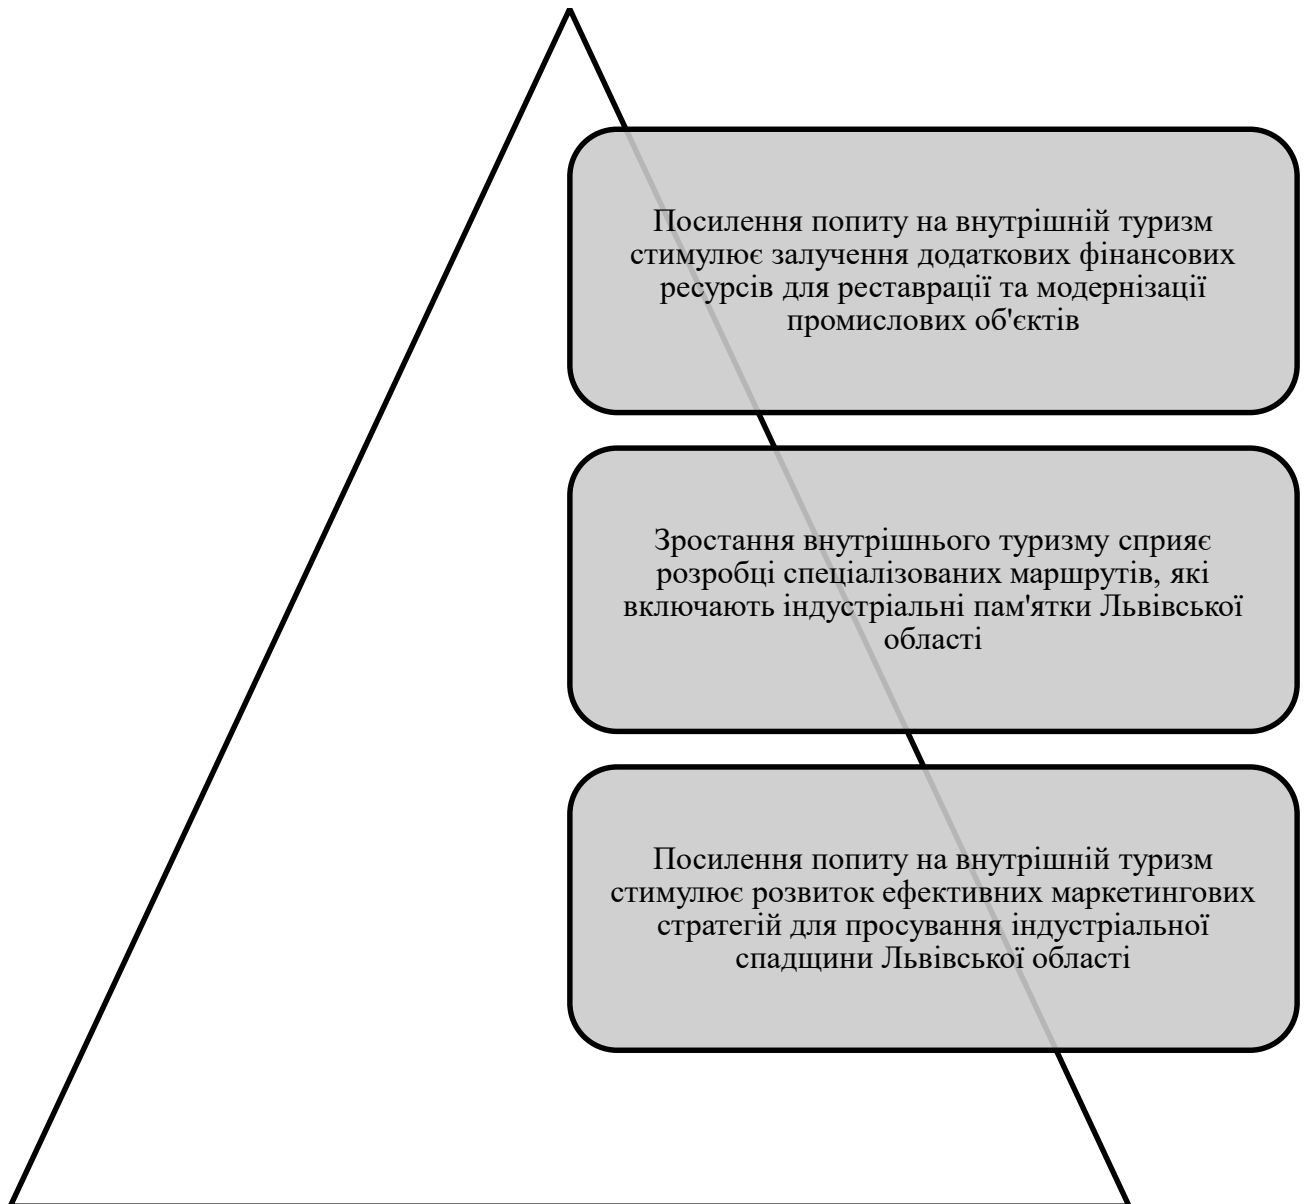 Посилення попиту на внутрішній туризм
стимулює залучення додаткових фінансових
ресурсів для реставрації та модернізації
промислових об'єктів
Зростання внутрішнього туризму сприяє
розробці спеціалізованих маршрутів, які
включають індустріальні пам'ятки Львівської
області
Посилення попиту на внутрішній туризм
стимулює розвиток ефективних маркетингових
стратегій для просування індустріальної
спадщини Львівської області